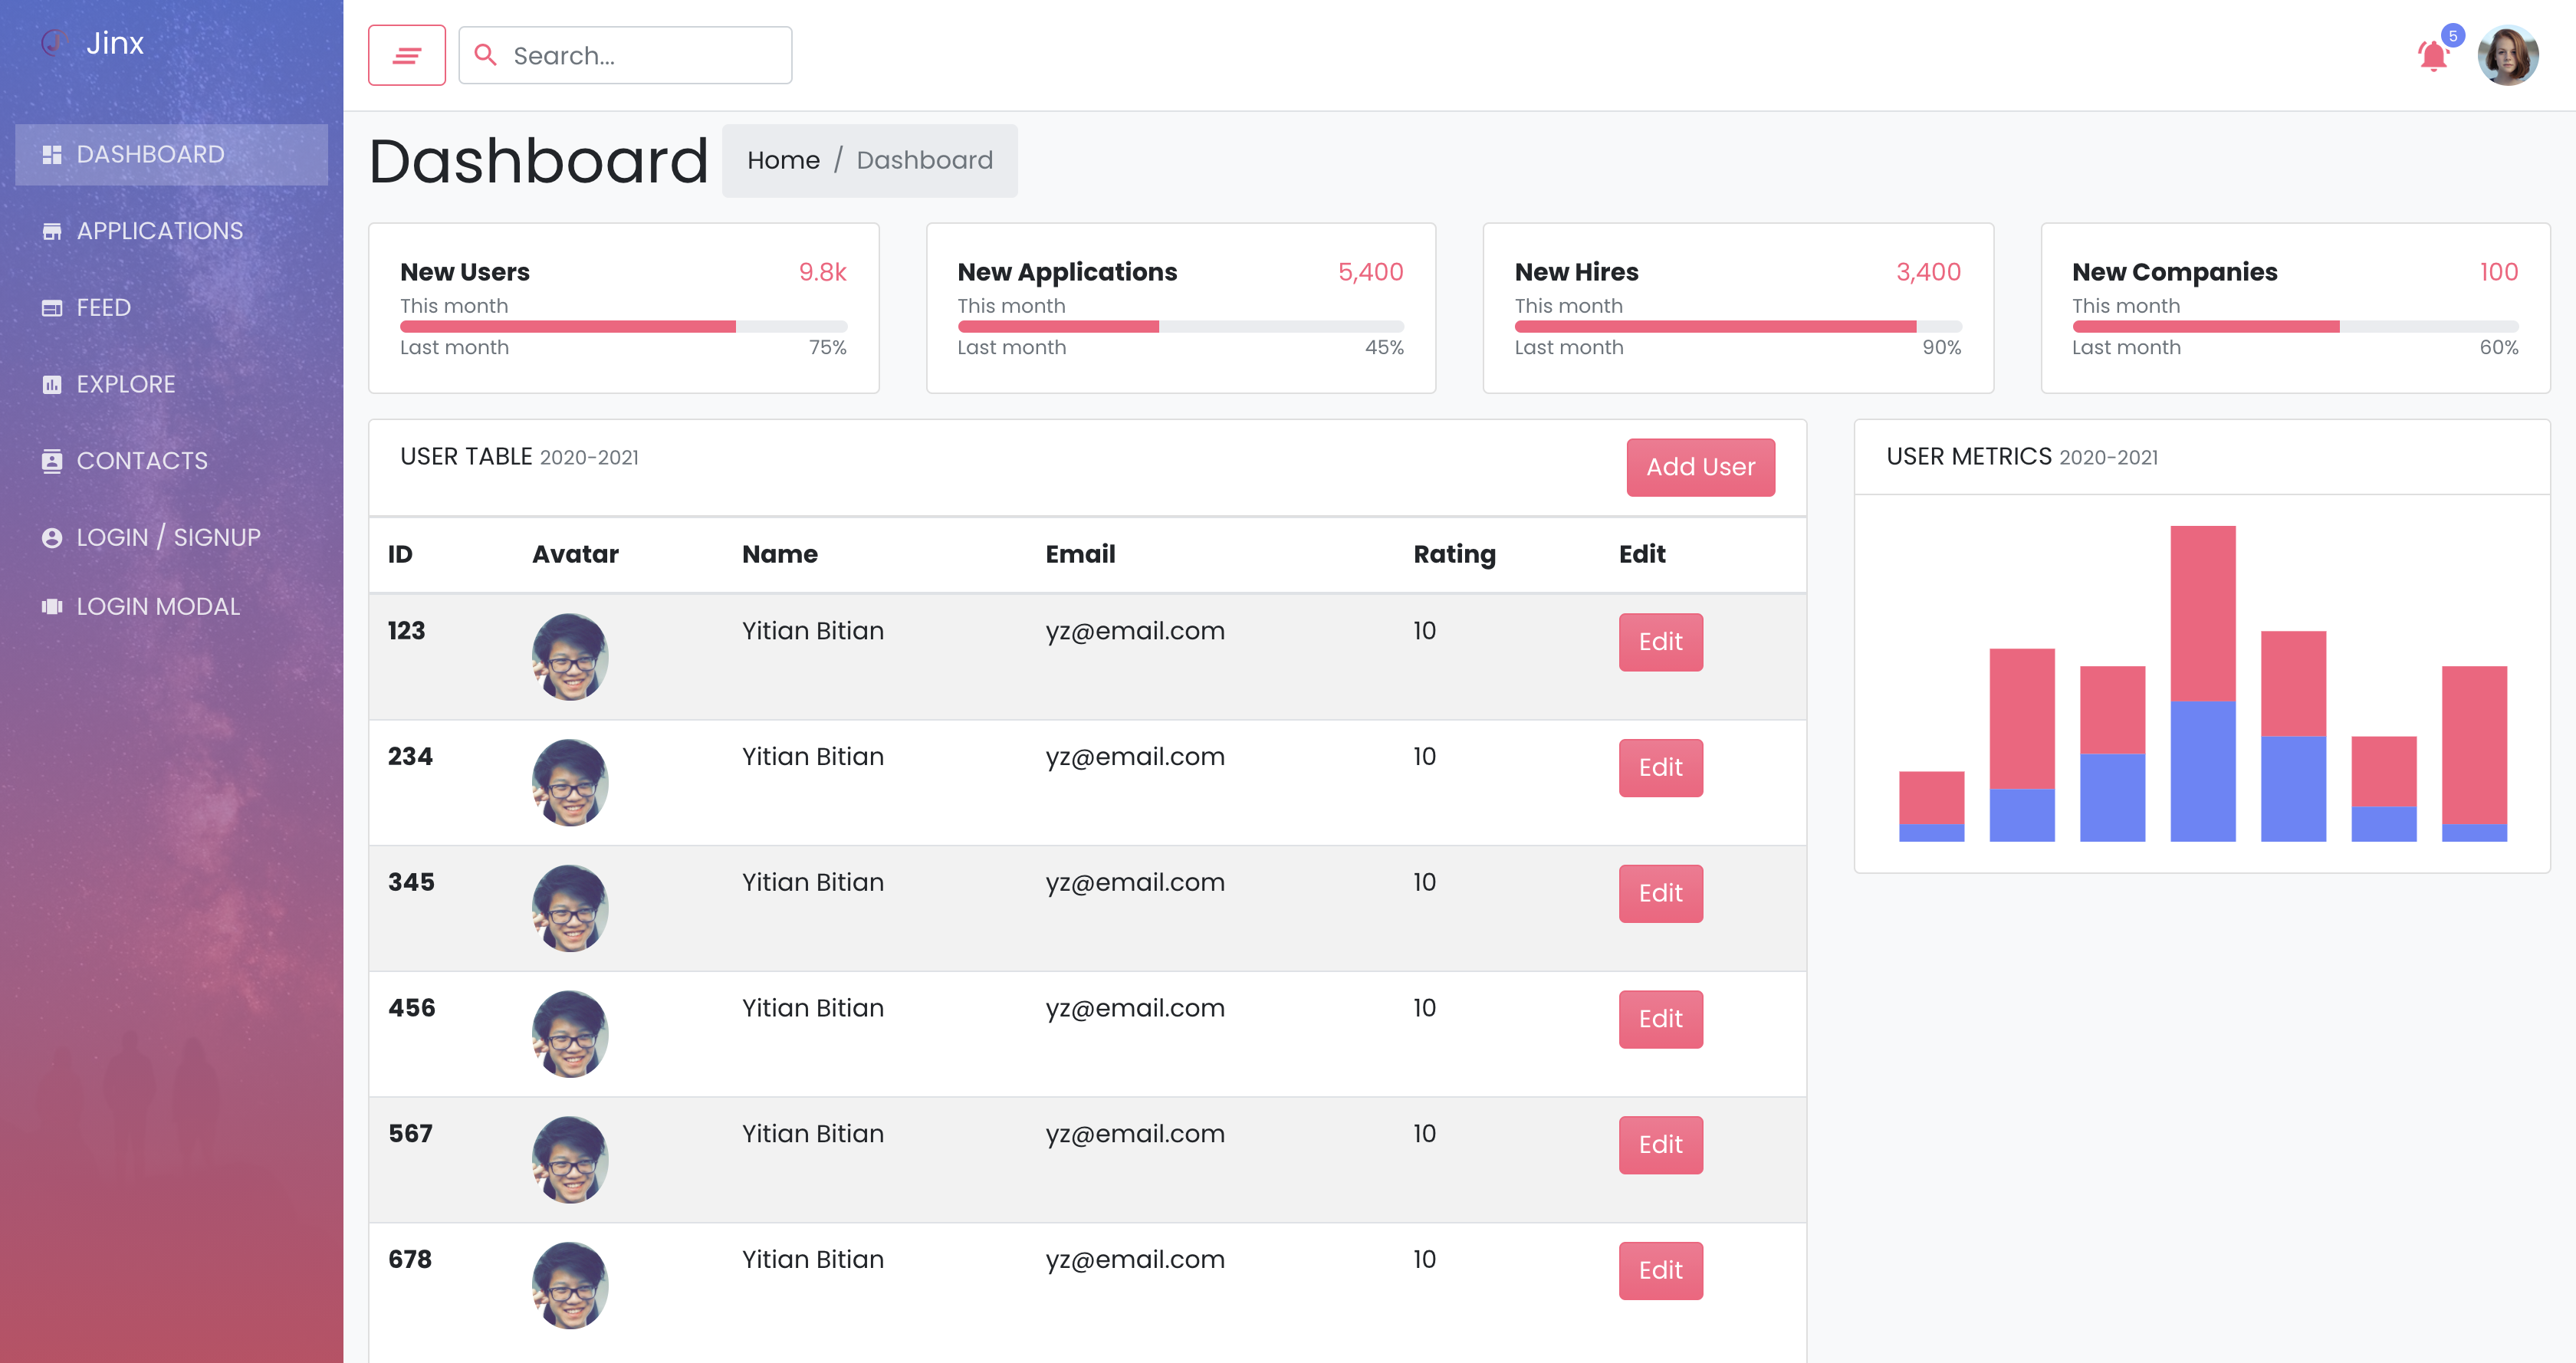 Jinx
Search...
5
DASHBOARD
APPLICATIONS
FEED
EXPLORE
CONTACTS
LOGIN / SIGNUP
LOGIN MODAL
Dashboard
Home / Dashboard
New Users 9.8k
This month
Last month 75%
New Applications 5,400
This month
Last month 45%
New Hires 3,400
This month
Last month 90%
New Companies 100
This month
Last month 60%
USER TABLE 2020-2021 Add User
ID Avatar Name Email Rating Edit
123 Yitian Bitian yz@email.com 10 Edit
234 Yitian Bitian yz@email.com 10 Edit
345 Yitian Bitian yz@email.com 10 Edit
456 Yitian Bitian yz@email.com 10 Edit
567 Yitian Bitian yz@email.com 10 Edit
678 Yitian Bitian yz@email.com 10 Edit
USER METRICS 2020-2021